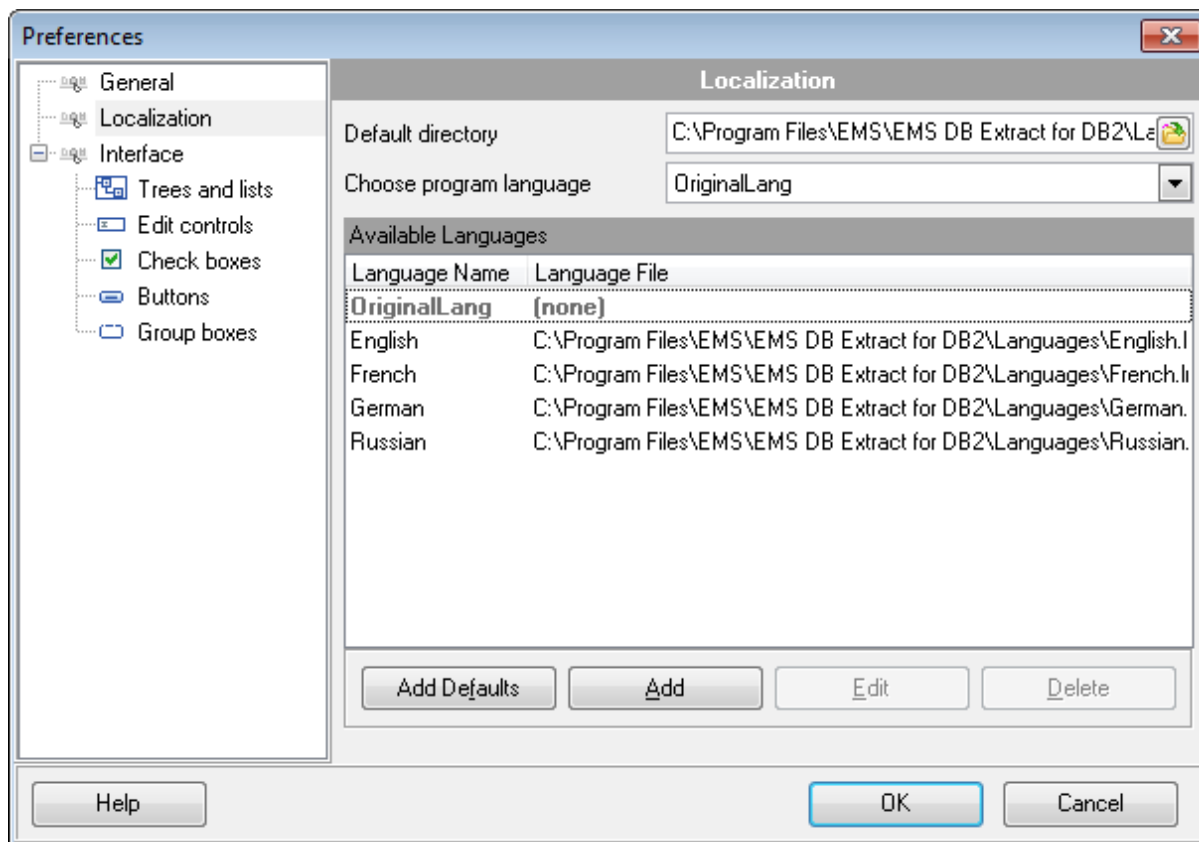 Preferences
General
Localization
Interface
Trees and lists
Edit controls
Check boxes
Buttons
Group boxes
Localization
Default directory C:\Program Files\EMS\EMS DB Extract for DB2\La
Choose program language OriginalLang
Available Languages
Language Name Language File
OriginalLang (none)
English C:\Program Files\EMS\EMS DB Extract for DB2\Languages\English.l
French C:\Program Files\EMS\EMS DB Extract for DB2\Languages\French.l
German C:\Program Files\EMS\EMS DB Extract for DB2\Languages\German.
Russian C:\Program Files\EMS\EMS DB Extract for DB2\Languages\Russian.
Add Defaults Add Edit Delete
Help OK Cancel